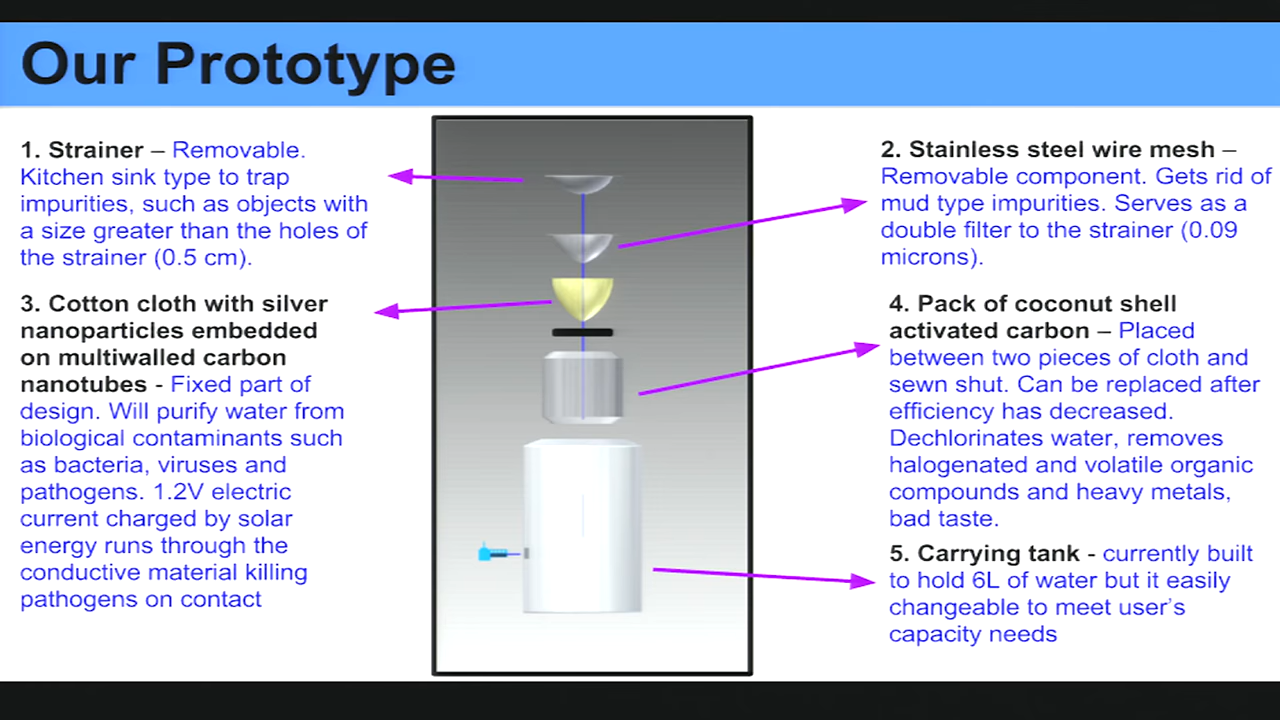 Our Prototype
1. Strainer – Removable.
Kitchen sink type to trap
impurities, such as objects with
a size greater than the holes of
the strainer (0.5 cm).
2. Stainless steel wire mesh –
Removable component. Gets rid of
mud type impurities. Serves as a
double filter to the strainer (0.09
microns).
3. Cotton cloth with silver
nanoparticles embedded
on multiwalled carbon
nanotubes - Fixed part of
design. Will purify water from
biological contaminants such
as bacteria, viruses and
pathogens. 1.2V electric
current charged by solar
energy runs through the
conductive material killing
pathogens on contact
4. Pack of coconut shell
activated carbon – Placed
between two pieces of cloth and
sewn shut. Can be replaced after
efficiency has decreased.
Dechlorinates water, removes
halogenated and volatile organic
compounds and heavy metals,
bad taste.
5. Carrying tank - currently built
to hold 6L of water but it easily
changeable to meet user's
capacity needs